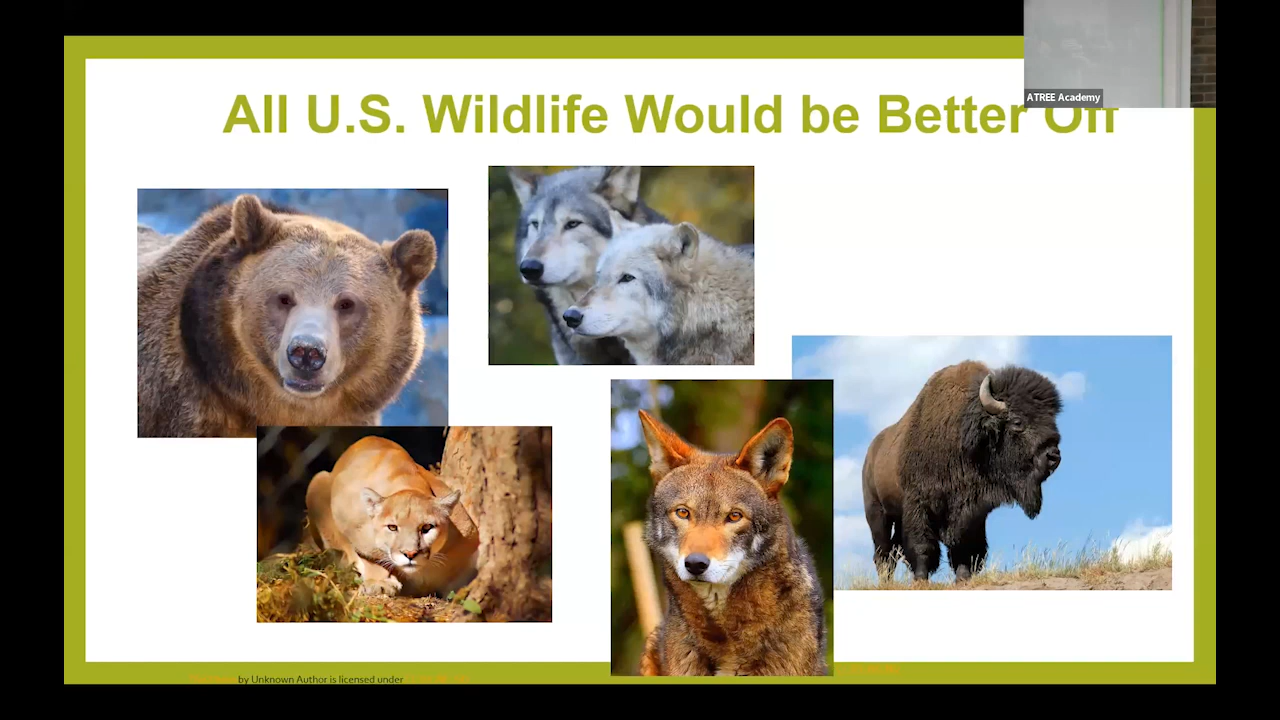 All U.S. Wildlife Would be Better Off
ATREE Academy
by Unknown Author is licensed under